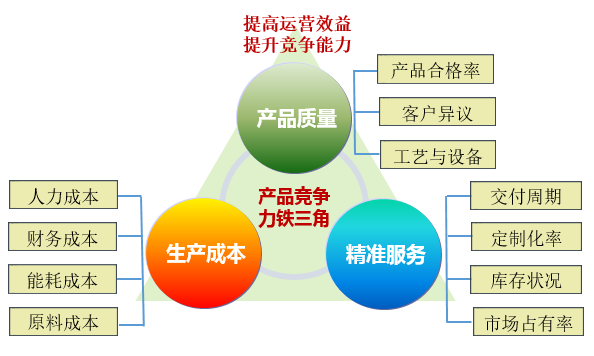 提高运营效益
提升竞争能力
产品合格率
客户异议
工艺与设备
产品质量
产品竞争
力铁三角
人力成本
财务成本
能耗成本
原料成本
生产成本
精准服务
交付周期
定制化率
库存状况
市场占有率